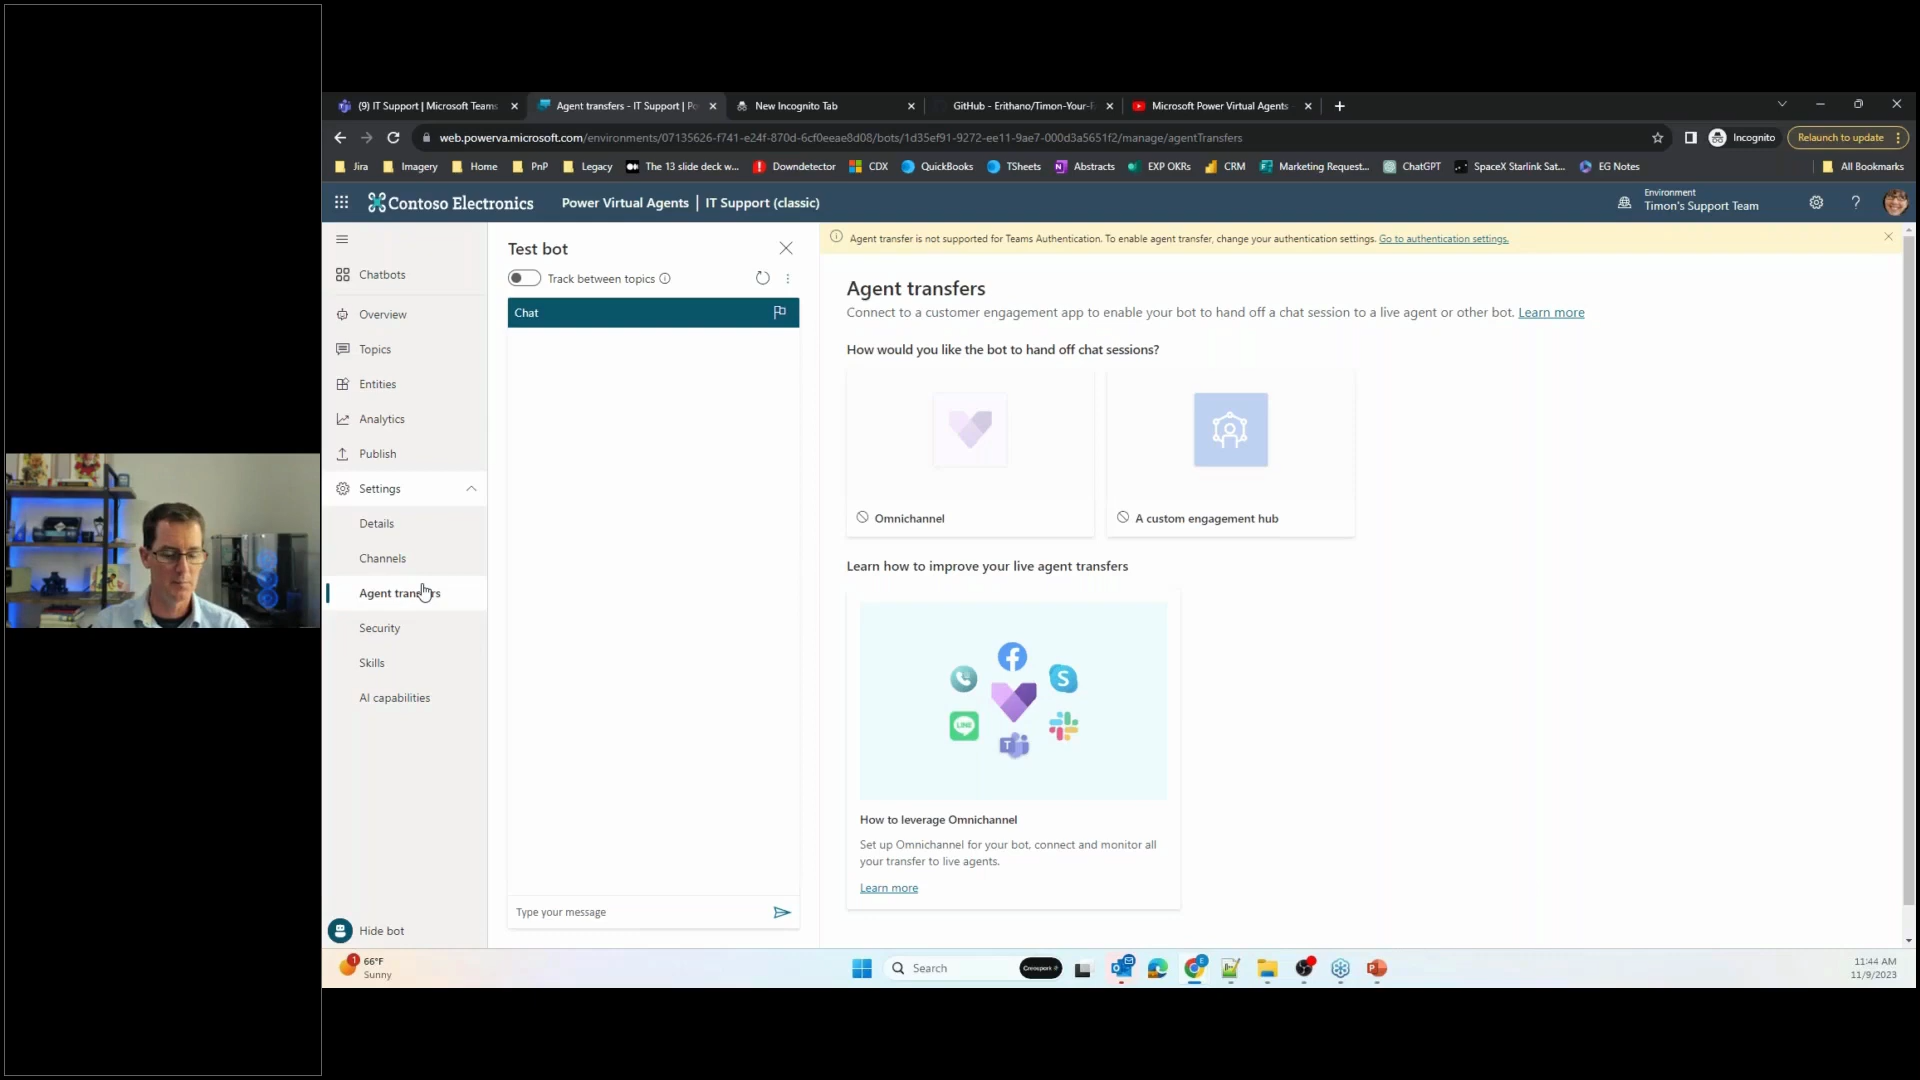 (9) IT Support | Microsoft Teams
Agent transfers - IT Support | Po
New Incognito Tab
GitHub - Erithano/Timon-Your-
Microsoft Power Virtual Agents
web.powerva.microsoft.com/environments/07135626-f741-e24f-870d-6cf0eeae8d08/bots/1d35ef91-9272-ee11-9ae7-000d3a5651f2/manage/agentTransfers
Incognito
Relaunch to update
Jira
Imagery
Home
PnP
Legacy
The 13 slide deck w...
Downdetector
CDX
QuickBooks
TSheets
Abstracts
EXP OKRs
CRM
Marketing Request...
ChatGPT
SpaceX Starlink Sat...
EG Notes
All Bookmarks
Contoso Electronics
Power Virtual Agents | IT Support (classic)
Environment
Timon's Support Team
?
Chatbots
Overview
Topics
Entities
Analytics
Publish
Settings
Details
Channels
Agent transfers
Security
Skills
AI capabilities
Hide bot
Test bot
Track between topics
Chat
Type your message
Agent transfer is not supported for Teams Authentication. To enable agent transfer, change your authentication settings. Go to authentication settings.
Agent transfers
Connect to a customer engagement app to enable your bot to hand off a chat session to a live agent or other bot. Learn more
How would you like the bot to hand off chat sessions?
Omnichannel
A custom engagement hub
Learn how to improve your live agent transfers
LINE
How to leverage Omnichannel
Set up Omnichannel for your bot, connect and monitor all
your transfer to live agents.
Learn more
1
66°F
Sunny
Search
11:44 AM
11/9/2023